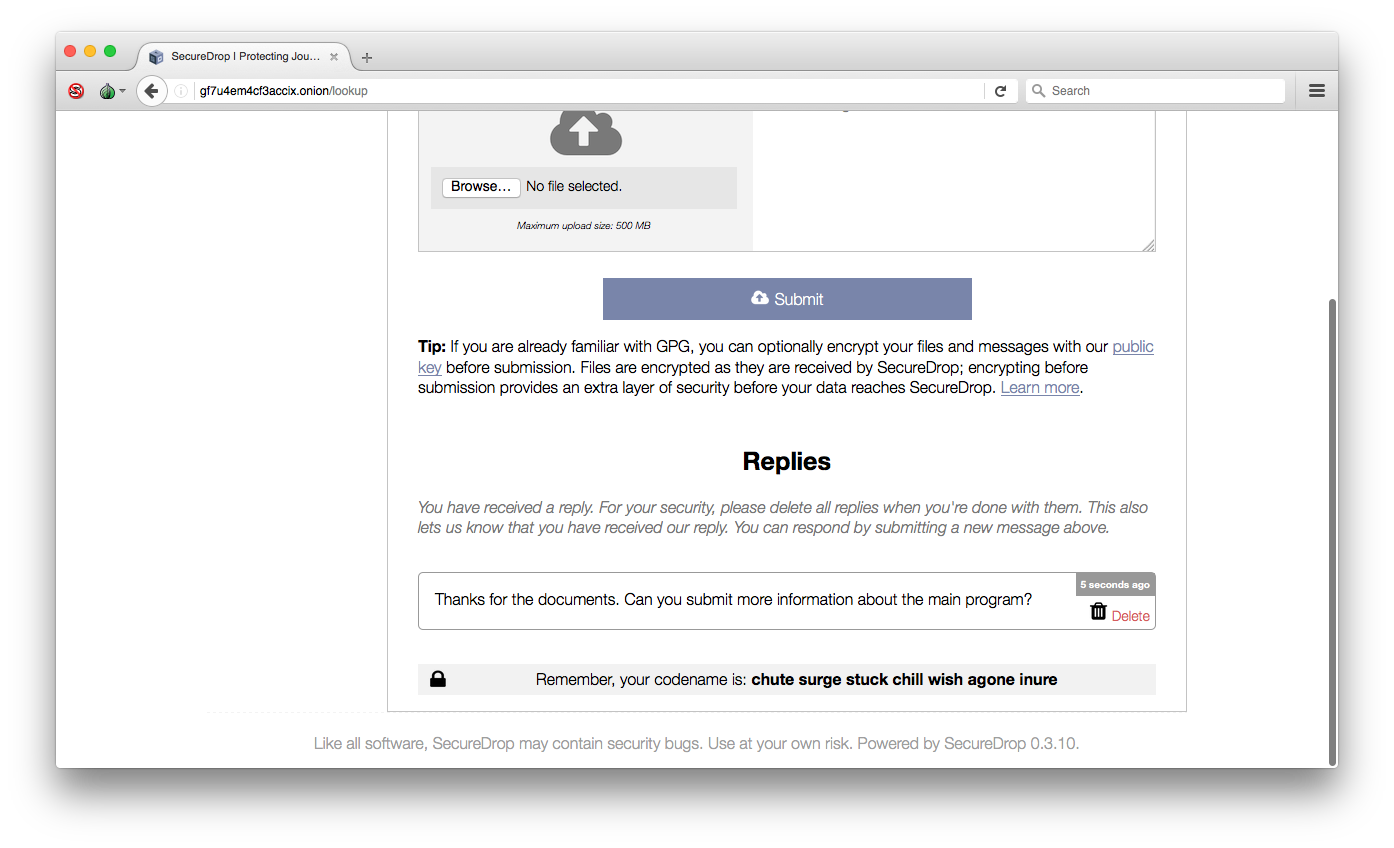 SecureDrop | Protecting Jou...
gf7u4em4cf3accix.onion/lookup
Search
Browse... No file selected.
Maximum upload size: 500 MB
Submit
Tip: If you are already familiar with GPG, you can optionally encrypt your files and messages with our public
key before submission. Files are encrypted as they are received by SecureDrop; encrypting before
submission provides an extra layer of security before your data reaches SecureDrop. Learn more.
Replies
You have received a reply. For your security, please delete all replies when you're done with them. This also
lets us know that you have received our reply. You can respond by submitting a new message above.
5 seconds ago
Thanks for the documents. Can you submit more information about the main program?
Delete
Remember, your codename is: chute surge stuck chill wish agone inure
Like all software, SecureDrop may contain security bugs. Use at your own risk. Powered by SecureDrop 0.3.10.